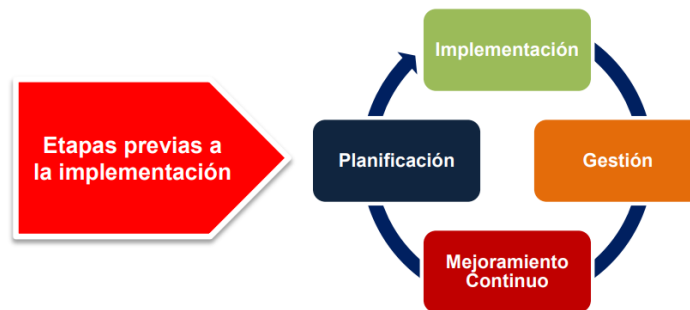 Etapas previas a
la implementación
Implementación
Planificación
Gestión
Mejoramiento
Continuo